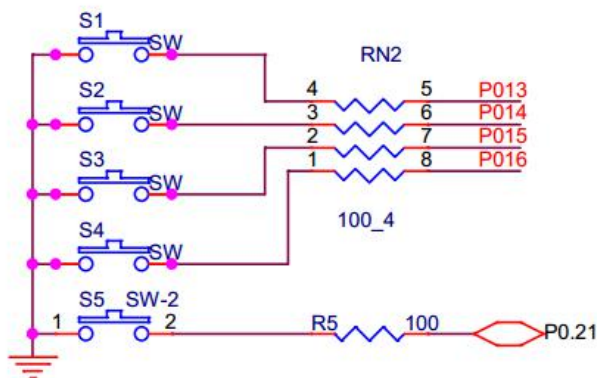 S1
SW
RN2
S2
SW
4 5 P013
3 6 P014
2 7 P015
1 8 P016
S3
SW
100_4
S4
SW
S5 SW-2
1 2 R5 100 P0.21